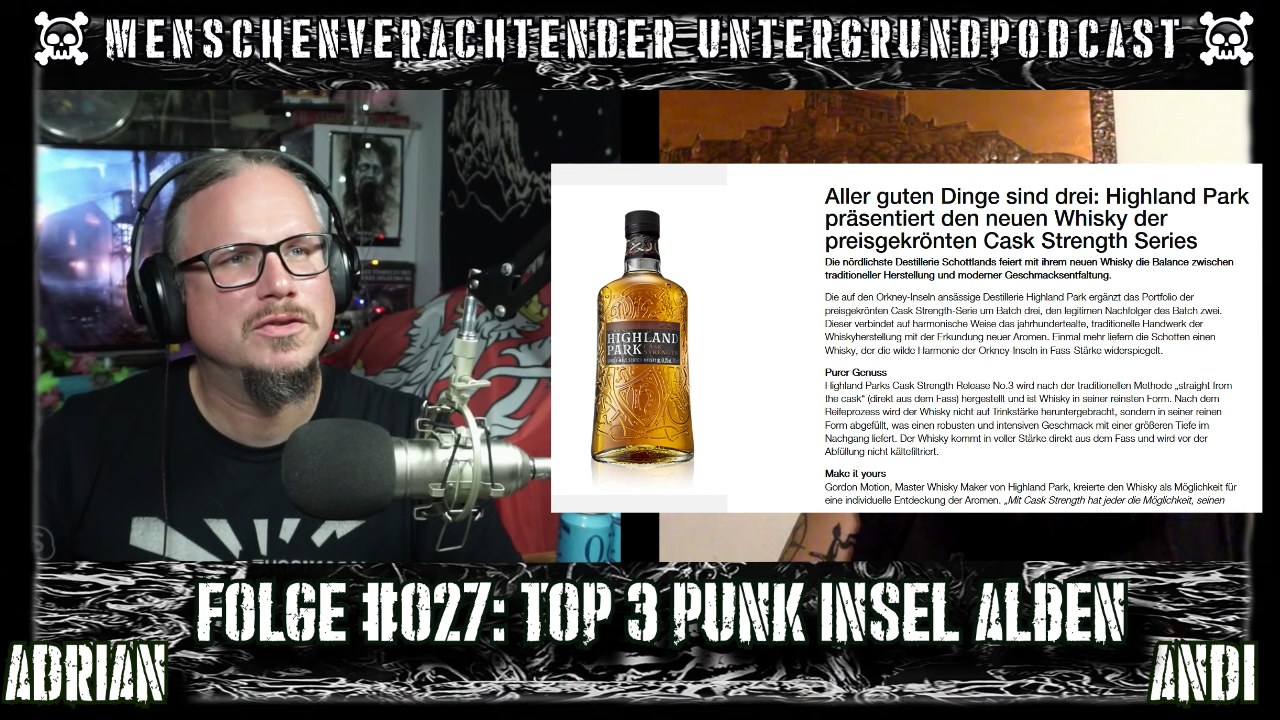 MENSCHENVERACHTENDER UNTERGRUNDPODCAST
Aller guten Dinge sind drei: Highland Park
präsentiert den neuen Whisky der
preisgekrönten Cask Strength Series
Die nördlichste Destillerie Schottlands feiert mit ihrem neuen Whisky die Balance zwischen
traditioneller Herstellung und moderner Geschmacksentfaltung.
Die auf den Orkney-Inseln ansässige Destillerie Highland Park ergänzt das Portfolio der
preisgekrönten Cask Strength-Serie um Batch drei, den legitimen Nachfolger des Batch zwei.
Dieser verbindet auf harmonische Weise das jahrhundertealte, traditionelle Handwerk der
Whiskyherstellung mit der Erkundung neuer Aromen. Einmal mehr liefern die Schotten einen
Whisky, der die wilde Harmonie der Orkney-Inseln in Fass-Stärke widerspiegelt.
Purer Genuss
Highland Parks Cask Strength Release No.3 wird nach der traditionellen Methode „straight from
the cask“ (direkt aus dem Fass) hergestellt und ist Whisky in seiner reinsten Form. Nach dem
Reifeprozess wird der Whisky nicht auf Trinkstärke heruntergebracht, sondern in seiner reinen
Form abgefüllt, was einen robusten und intensiven Geschmack mit einer größeren Tiefe im
Nachgang liefert. Der Whisky kommt in voller Stärke direkt aus dem Fass und wird vor der
Abfüllung nicht kältefiltriert.
Make it yours
Gordon Motion, Master Whisky Maker von Highland Park, kreierte den Whisky als Möglichkeit für
eine individuelle Entdeckung der Aromen. „Mit Cask Strength hat jeder die Möglichkeit, seinen
HIGHLAND
PARK CASK
STRENGTH
FOLGE #027: TOP 3 PUNK INSEL ALBEN
ADRIAN
ANDI